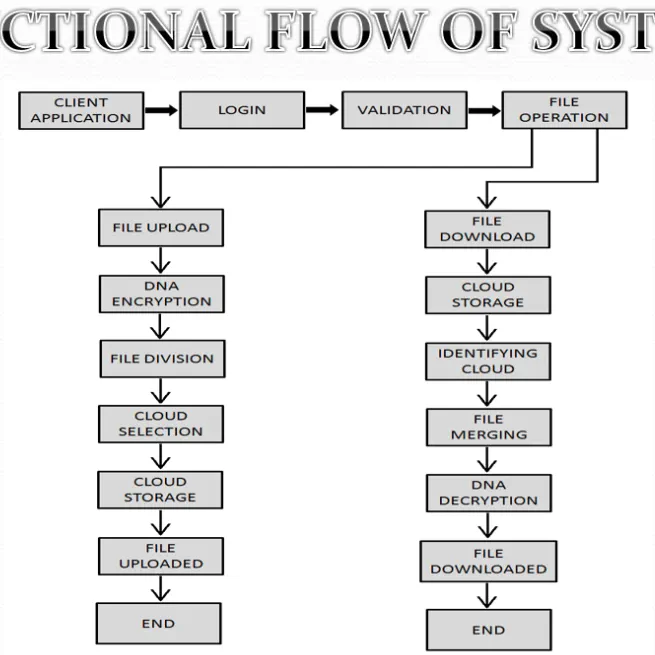 CTIONAL FLOW OF SYST
CLIENT
APPLICATION
LOGIN
VALIDATION
FILE
OPERATION
FILE UPLOAD
DNA
ENCRYPTION
FILE DIVISION
CLOUD
SELECTION
CLOUD
STORAGE
FILE
UPLOADED
END
FILE
DOWNLOAD
CLOUD
STORAGE
IDENTIFYING
CLOUD
FILE
MERGING
DNA
DECRYPTION
FILE
DOWNLOADED
END